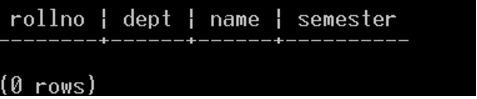 rollno | dept | name | semester
--------+------+------+----------
(0 rows)